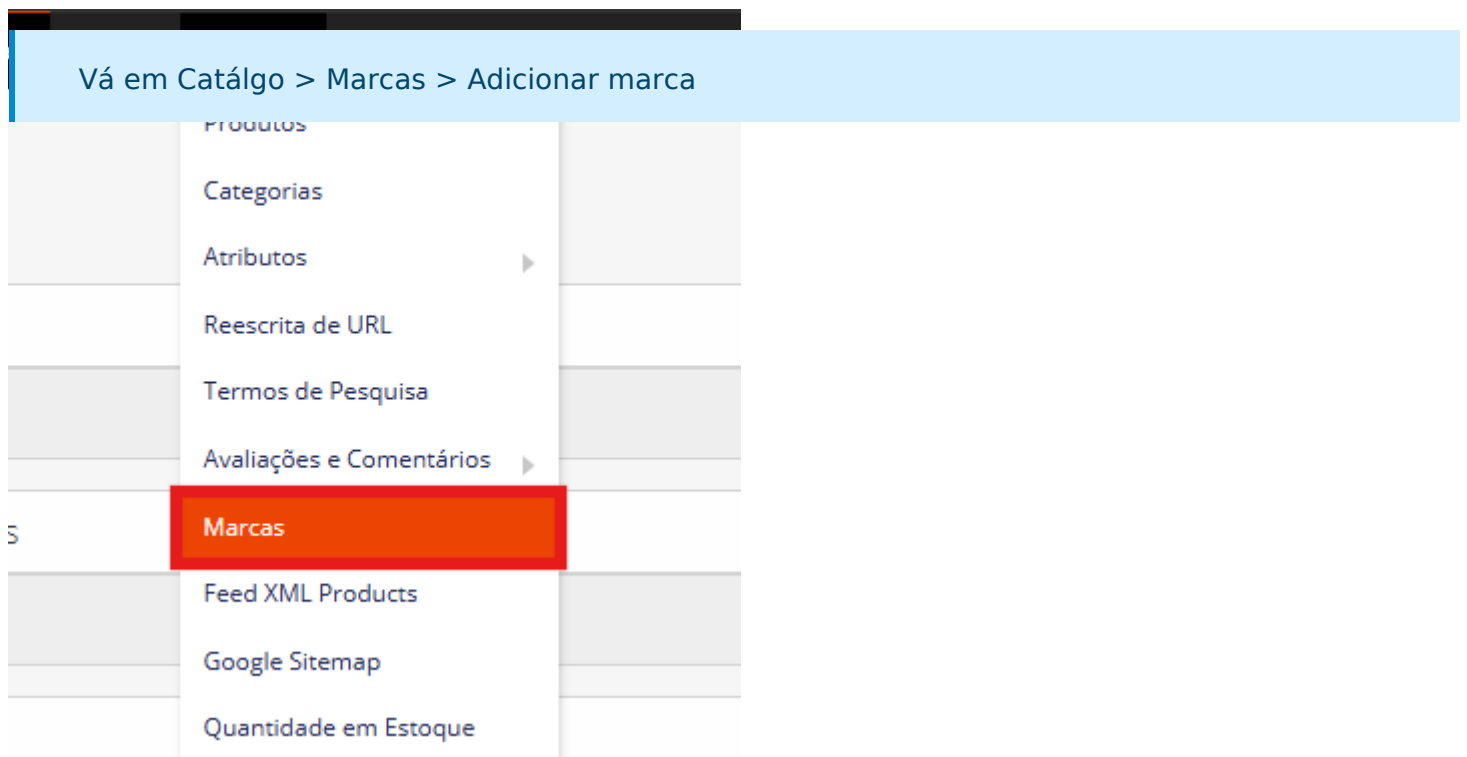 Vá em Catálgo > Marcas > Adicionar marca
Produtos
Categorias
Atributos
Reescrita de URL
Termos de Pesquisa
Avaliações e Comentários
S
Marcas
Feed XML Products
Google Sitemap
Quantidade em Estoque